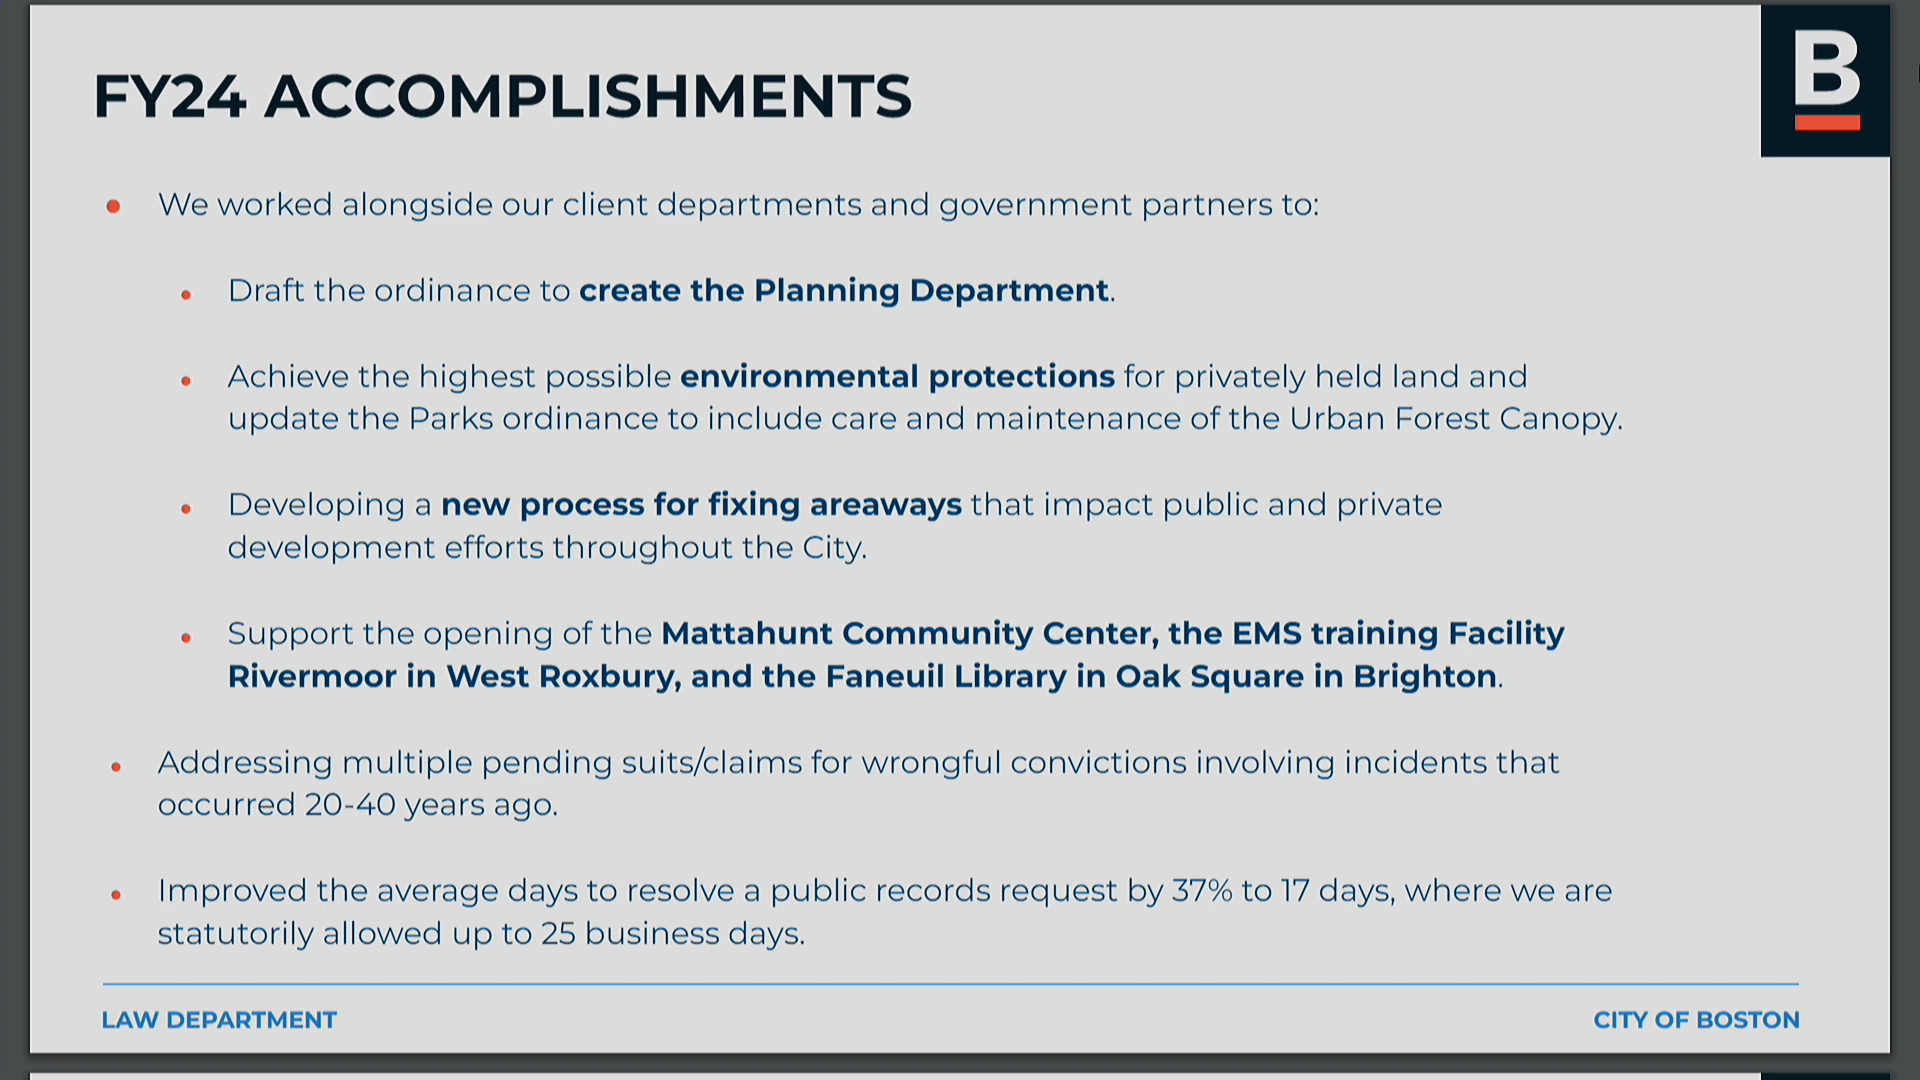 B
FY24 ACCOMPLISHMENTS
• We worked alongside our client departments and government partners to:
• Draft the ordinance to create the Planning Department.
• Achieve the highest possible environmental protections for privately held land and
update the Parks ordinance to include care and maintenance of the Urban Forest Canopy.
• Developing a new process for fixing areaways that impact public and private
development efforts throughout the City.
• Support the opening of the Mattahunt Community Center, the EMS training Facility
Rivermoor in West Roxbury, and the Faneuil Library in Oak Square in Brighton.
• Addressing multiple pending suits/claims for wrongful convictions involving incidents that
occurred 20-40 years ago.
• Improved the average days to resolve a public records request by 37% to 17 days, where we are
statutorily allowed up to 25 business days.
LAW DEPARTMENT
CITY OF BOSTON